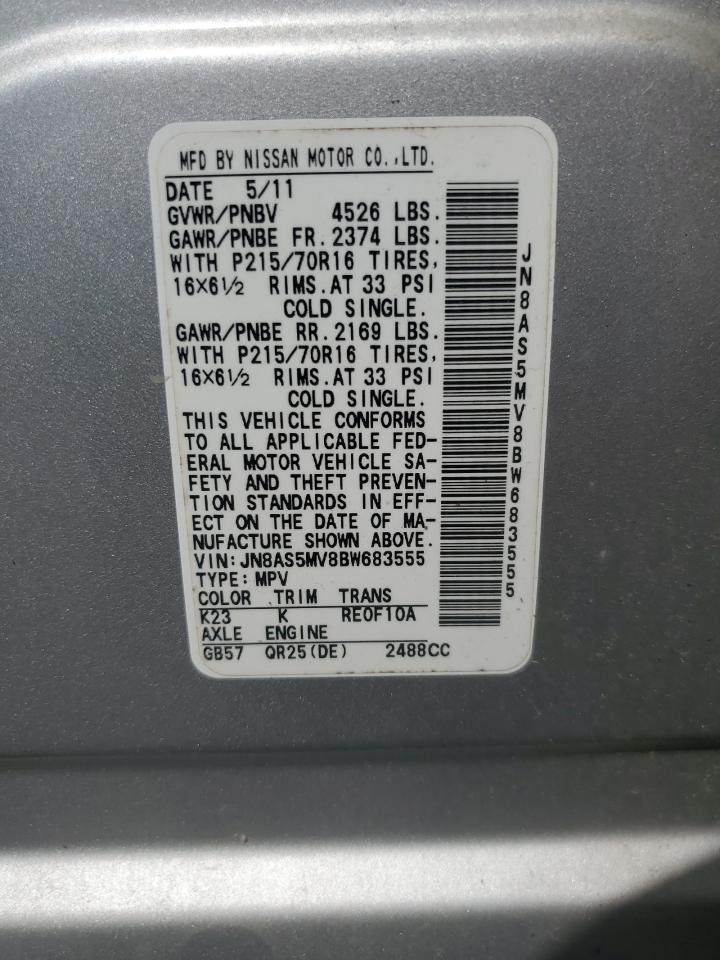 MFD BY NISSAN MOTOR CO.,LTD.
DATE 5/11
GVWR/PNBV 4526 LBS.
GAWR/PNBE FR. 2374 LBS.
WITH P215/70R16 TIRES,
16×6½ RIMS.AT 33 PSI
COLD SINGLE.
GAWR/PNBE RR. 2169 LBS.
WITH P215/70R16 TIRES,
16×6½ RIMS.AT 33 PSI
COLD SINGLE.
THIS VEHICLE CONFORMS
TO ALL APPLICABLE FED-
ERAL MOTOR VEHICLE SA-
FETY AND THEFT PREVEN-
TION STANDARDS IN EFF-
ECT ON THE DATE OF MA-
NUFACTURE SHOWN ABOVE.
VIN: JN8AS5MV8BW683555
TYPE: MPV
COLOR TRIM TRANS
K23 K RE0F10A
AXLE ENGINE
GB57 QR25(DE) 2488CC
JN8AS5MV8BW683555